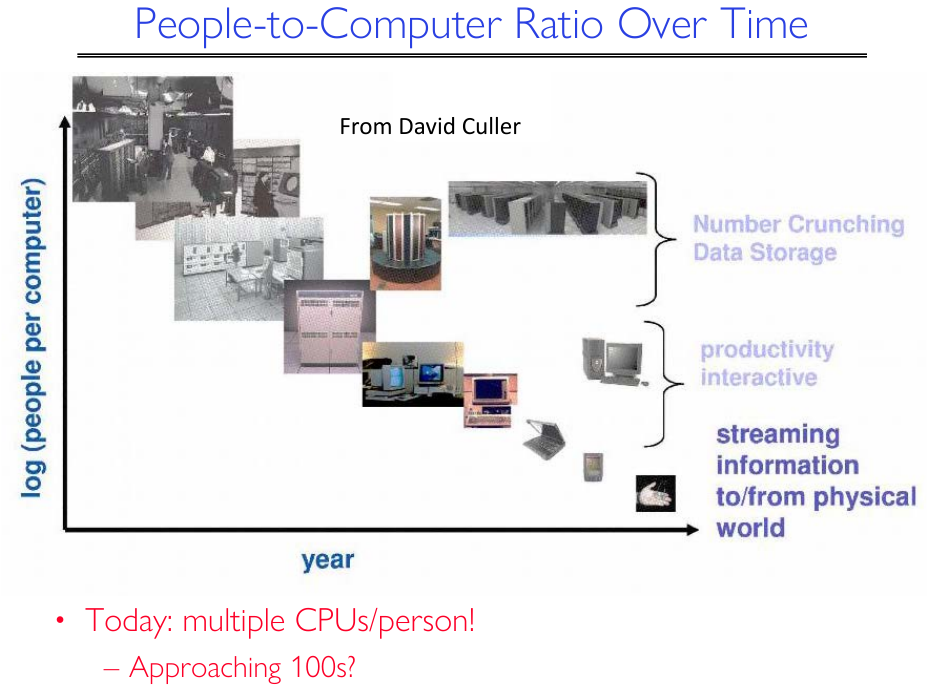 People-to-Computer Ratio Over Time
From David Culler
log (people per computer)
Number Crunching
Data Storage
productivity
interactive
streaming
information
to/from physical
world
year
• Today: multiple CPUs/person!
– Approaching 100s?